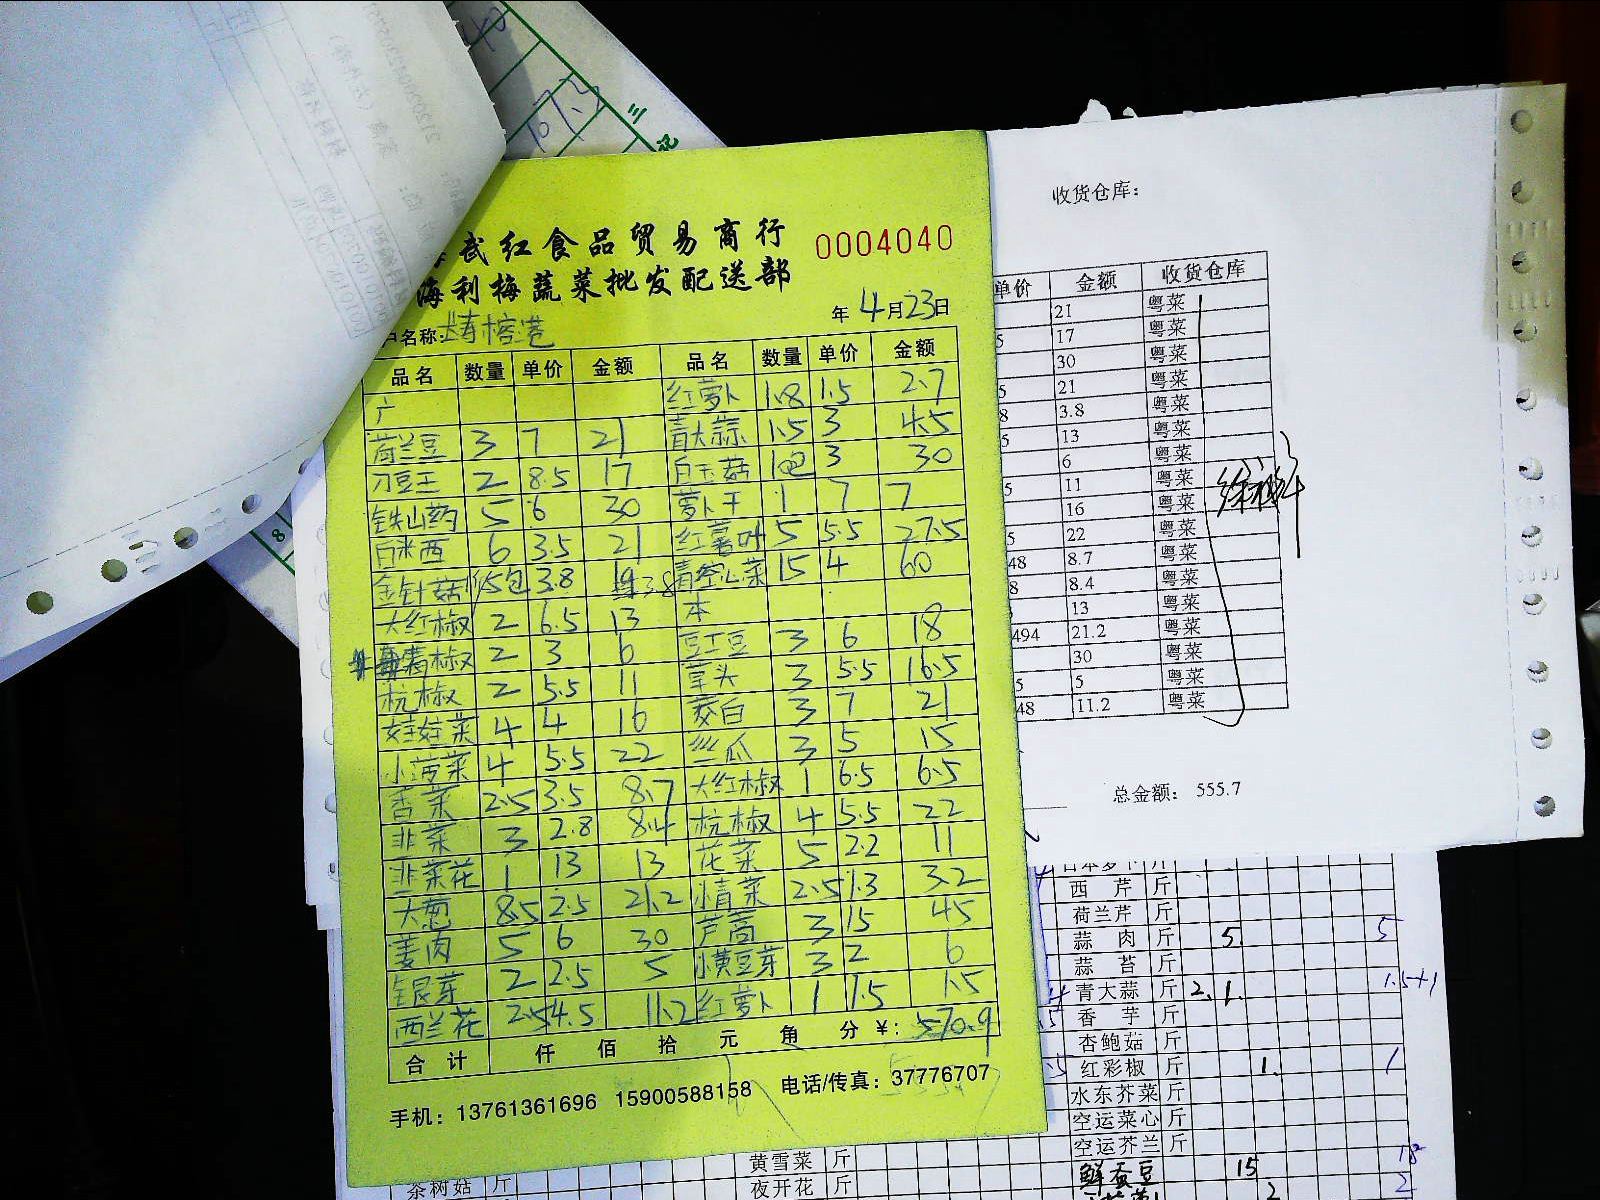 武红食品贸易商行 0004040
海利梅蔬菜批发配送部
年 4月23日
户名称:
品名 数量 单价 金额 品名 数量 单价 金额
广 红萝卜 1.8 1.5 2.7
荷兰豆 3 7 21 青大蒜 1.5 3 4.5
刀豆王 2 8.5 17 白玉菇 10包 3 30
铁山药 5 6 30 萝卜干 1 7 7
白米西 6 3.5 21 红薯叶 5 5.5 27.5
金针菇 包 3.8 3.8 青空心菜 15 4 60
大红椒 2 6.5 13 本
青椒 2 3 6 豇豆 3 6 18
杭椒 2 5.5 11 草头 3 5.5 16.5
娃娃菜 4 4 16 茭白 3 7 21
小菠菜 4 5.5 22 丝瓜 3 5 15
香菜 2.5 3.5 8.7 大红椒 1 6.5 6.5
韭菜 3 2.8 8.4 杭椒 4 5.5 22
韭菜花 1 13 13 花菜 5 2.2 11
大葱 8.5 2.5 21.2 青菜 2.5 1.3 3.2
姜肉 5 6 30 芦蒿 3 15 45
银芽 2 2.5 5 黄豆芽 3 2 6
西兰花 2.5 4.5 11.2 红萝卜 1 1.5 1.5
合计 仟 佰 拾 元 角 分 ¥: 570.9
手机: 13761361696 15900588158 电话/传真: 37776707
收货仓库:
单价 金额 收货仓库
21 粤菜
5 17 粤菜
30 粤菜
5 21 粤菜
8 3.8 粤菜
5 13 粤菜
6 粤菜
5 11 粤菜
16 粤菜
5 22 粤菜
48 8.7 粤菜
8 8.4 粤菜
13 粤菜
494 21.2 粤菜
30 粤菜
5 5 粤菜
48 11.2 粤菜
总金额: 555.7
西芹 斤
荷兰芹 斤
蒜肉 斤 5 5
蒜苔 斤
青大蒜 斤 2. 1. 1.5+1
香芋 斤
杏鲍菇 斤
红彩椒 斤 1. 1
水东芥菜 斤
空运菜心 斤
空运芥兰 斤
黄雪菜 斤 鲜蚕豆 15 15
茶树菇 斤 夜开花 斤 2 2